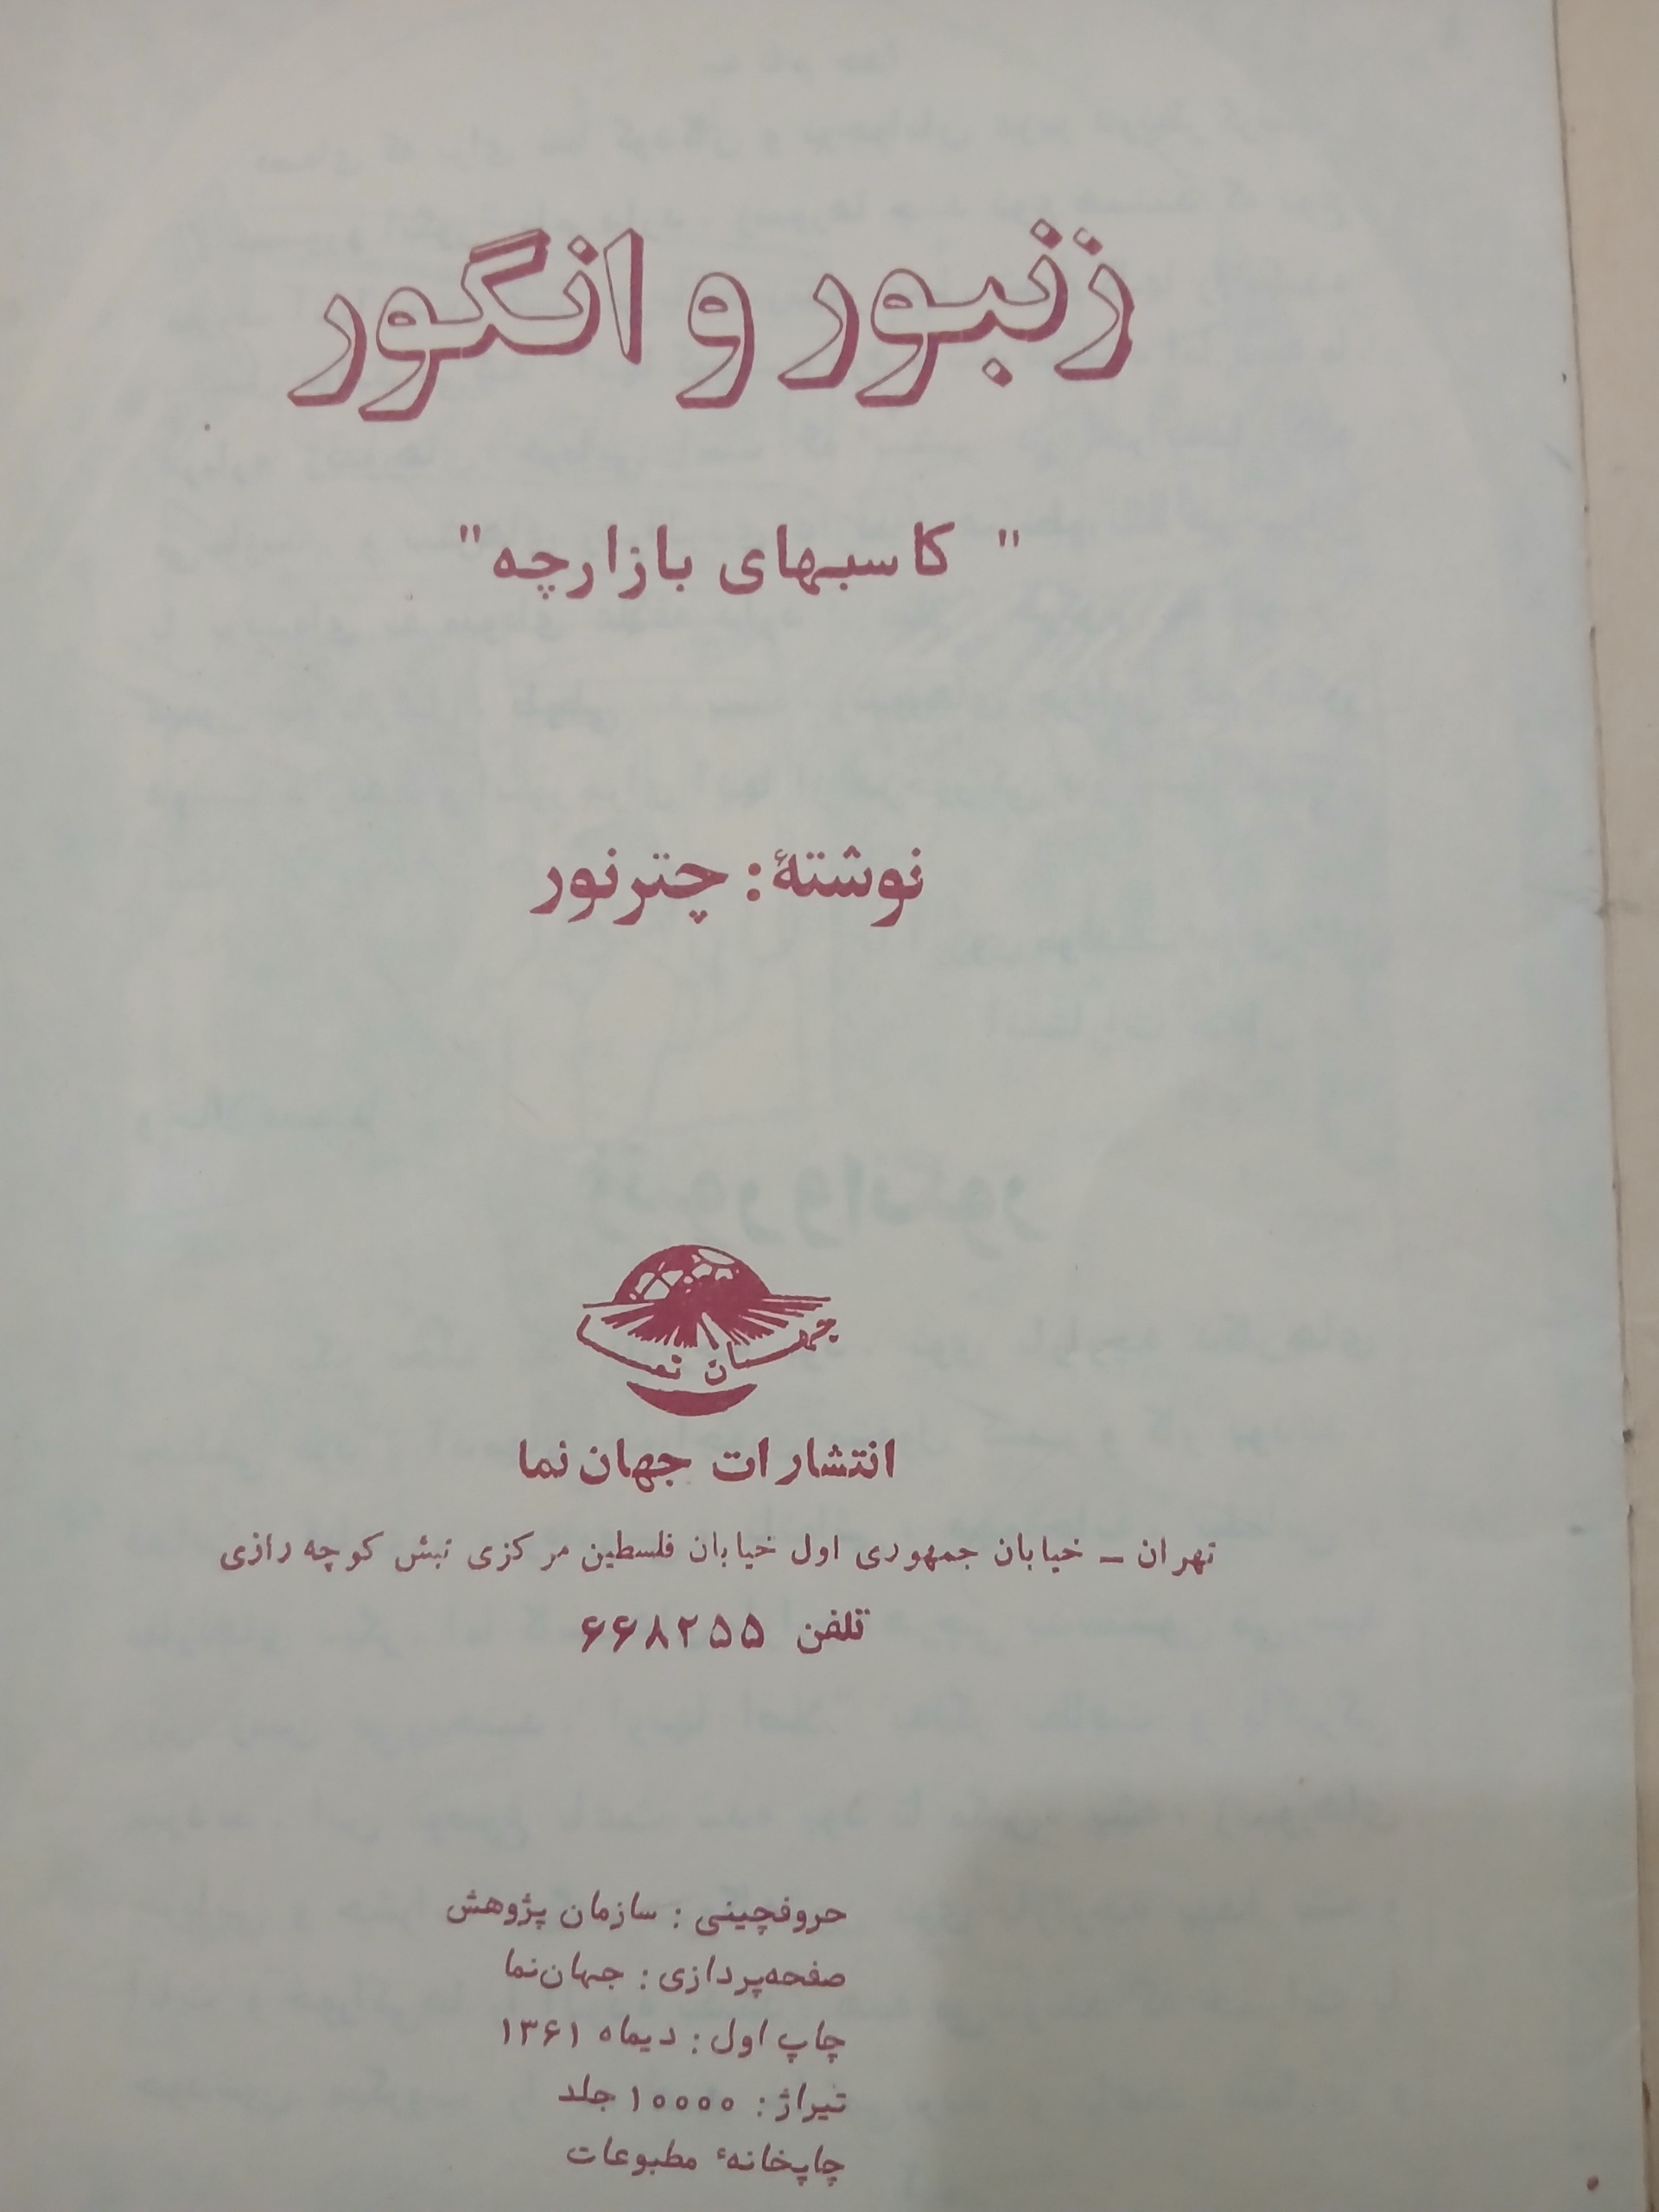 زنبور و انگور
" کاسبهای بازارچه"
نوشتهٔ: چترنور
جهان نما
انتشارات جهان‌نما
تهران – خیابان جمهوری اول خیابان فلسطین مرکزی نبش کوچه رازی
تلفن ۶۶۸۲۵۵
حروفچینی : سازمان پژوهش
صفحه‌پردازی : جهان‌نما
چاپ اول : دیماه ۱۳۶۱
تیراژ : ۱۰۰۰۰ جلد
چاپخانهٔ مطبوعات